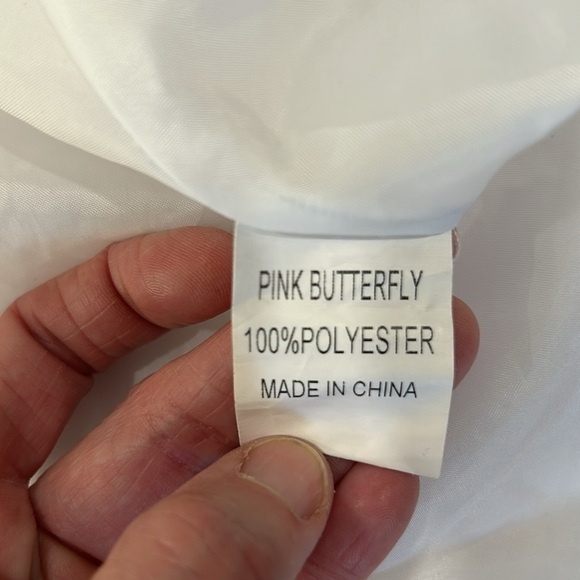 PINK BUTTERFLY
100%POLYESTER
MADE IN CHINA